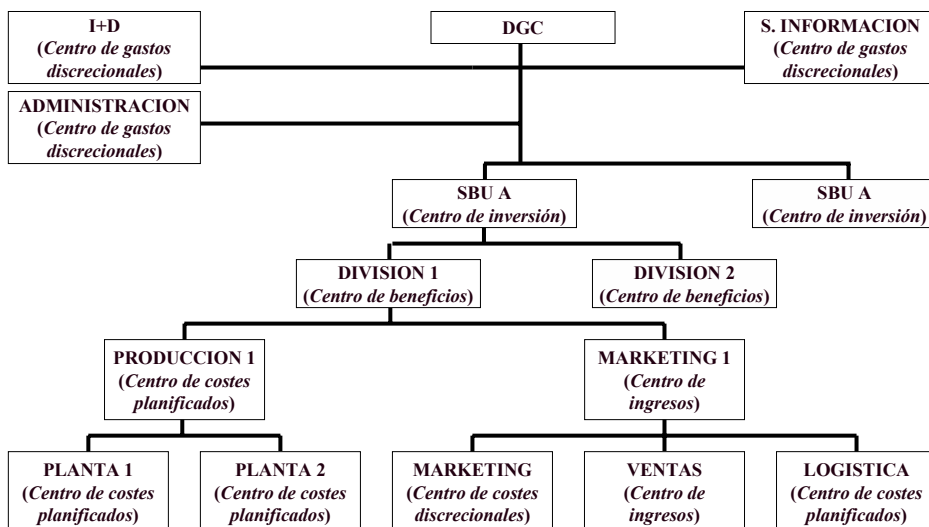 I+D
(Centro de gastos
discrecionales)
DGC
S. INFORMACION
(Centro de gastos
discrecionales)
ADMINISTRACION
(Centro de gastos
discrecionales)
SBU A
(Centro de inversión)
SBU A
(Centro de inversión)
DIVISION 1
(Centro de beneficios)
DIVISION 2
(Centro de beneficios)
PRODUCCION 1
(Centro de costes
planificados)
MARKETING 1
(Centro de
ingresos)
PLANTA 1
(Centro de costes
planificados)
PLANTA 2
(Centro de costes
planificados)
MARKETING
(Centro de costes
discrecionales)
VENTAS
(Centro de
ingresos)
LOGISTICA
(Centro de costes
planificados)